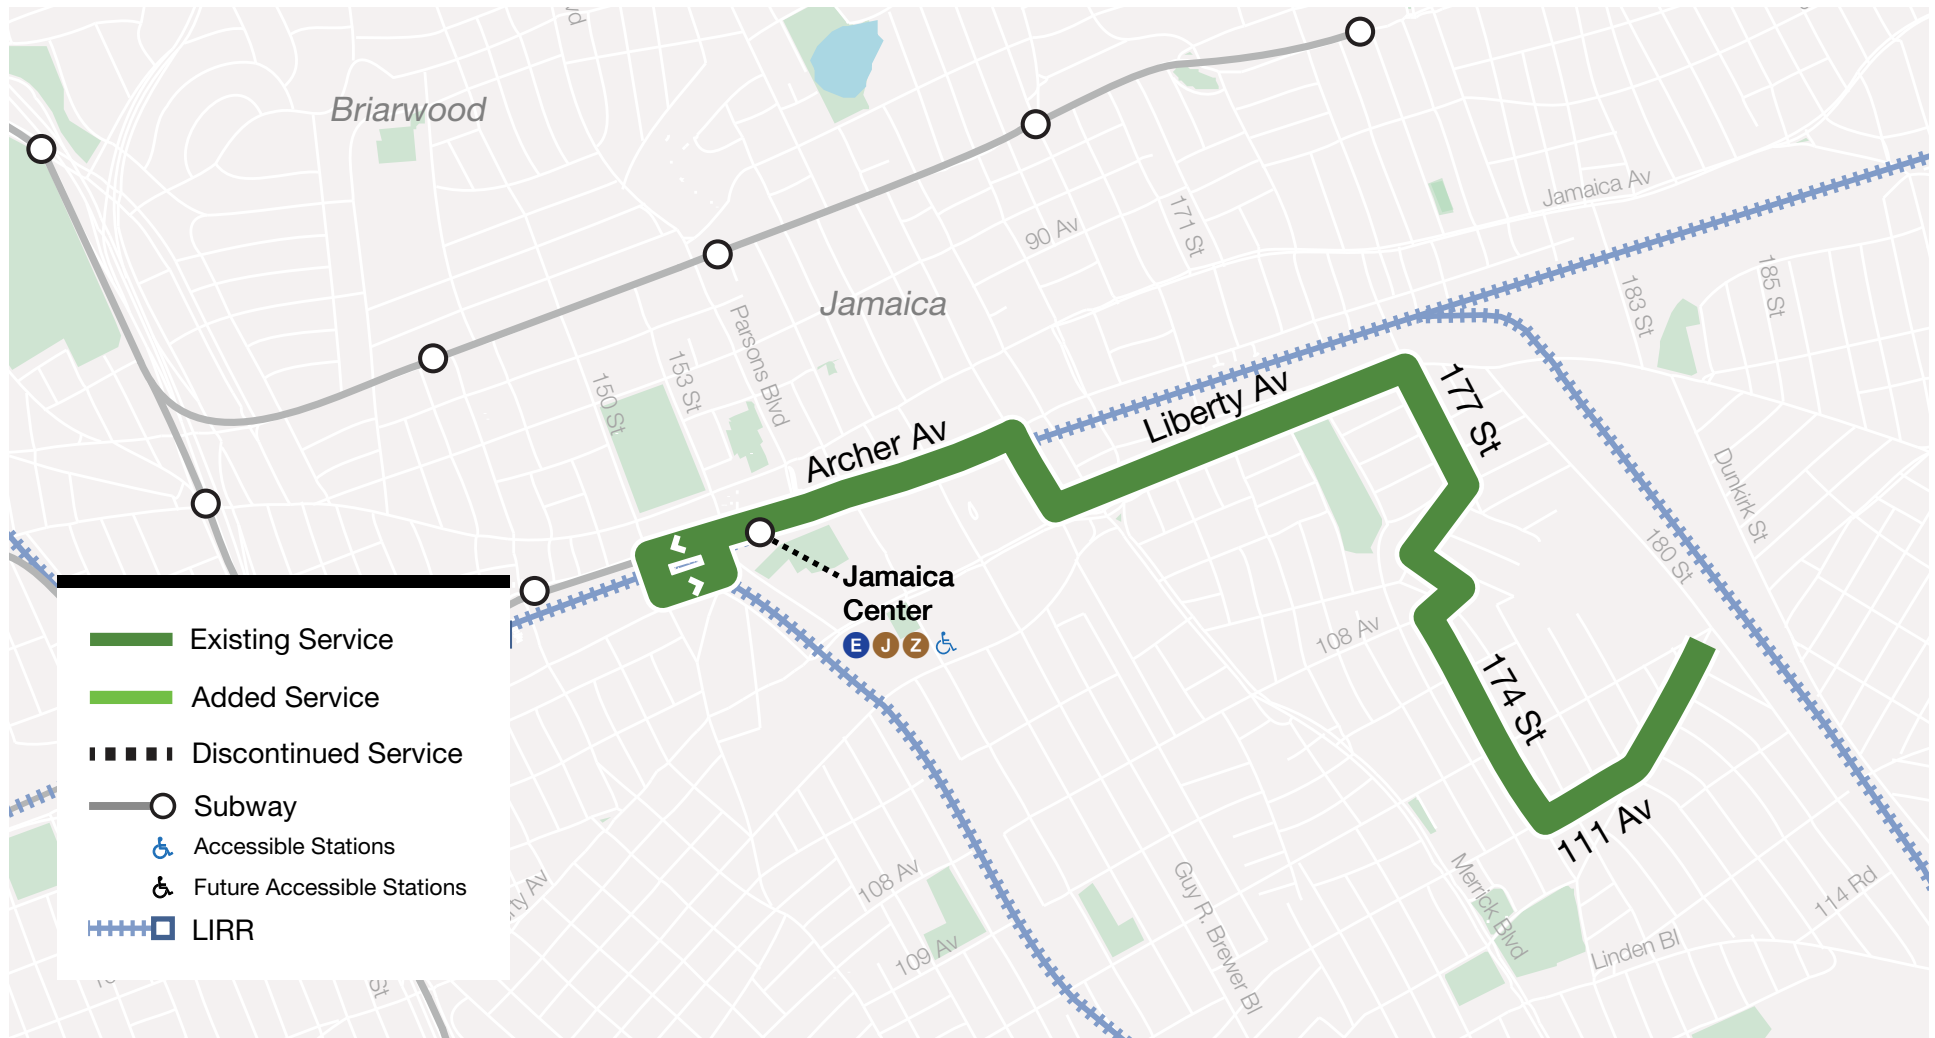 Briarwood
Jamaica Av
171 St
90 Av
185 St
183 St
Jamaica
Parsons Blvd
153 St
150 St
Archer Av
Liberty Av
177 St
Dunkirk St
180 St
Jamaica
Center
E J Z
108 Av
174 St
111 Av
Existing Service
Added Service
Discontinued Service
Subway
Accessible Stations
Future Accessible Stations
LIRR
108 Av
109 Av
Guy R. Brewer Bl
Merrick Blvd
114 Rd
Linden Bl
St